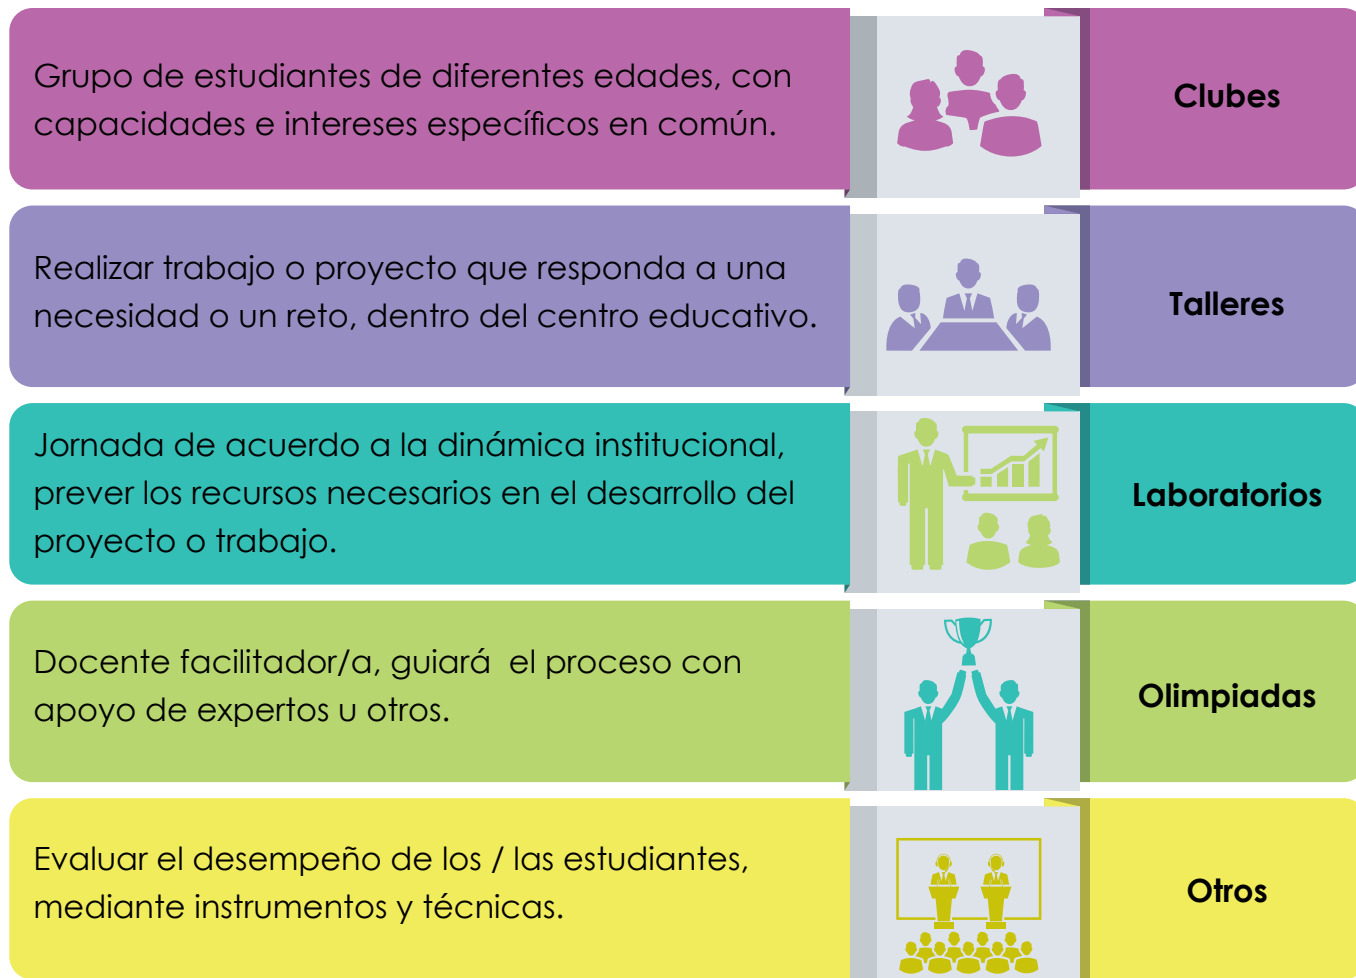 Grupo de estudiantes de diferentes edades, con
capacidades e intereses específicos en común.
Clubes
Realizar trabajo o proyecto que responda a una
necesidad o un reto, dentro del centro educativo.
Talleres
Jornada de acuerdo a la dinámica institucional,
prever los recursos necesarios en el desarrollo del
proyecto o trabajo.
Laboratorios
Docente facilitador/a, guiará  el proceso con
apoyo de expertos u otros.
Olimpiadas
Evaluar el desempeño de los / las estudiantes,
mediante instrumentos y técnicas.
Otros